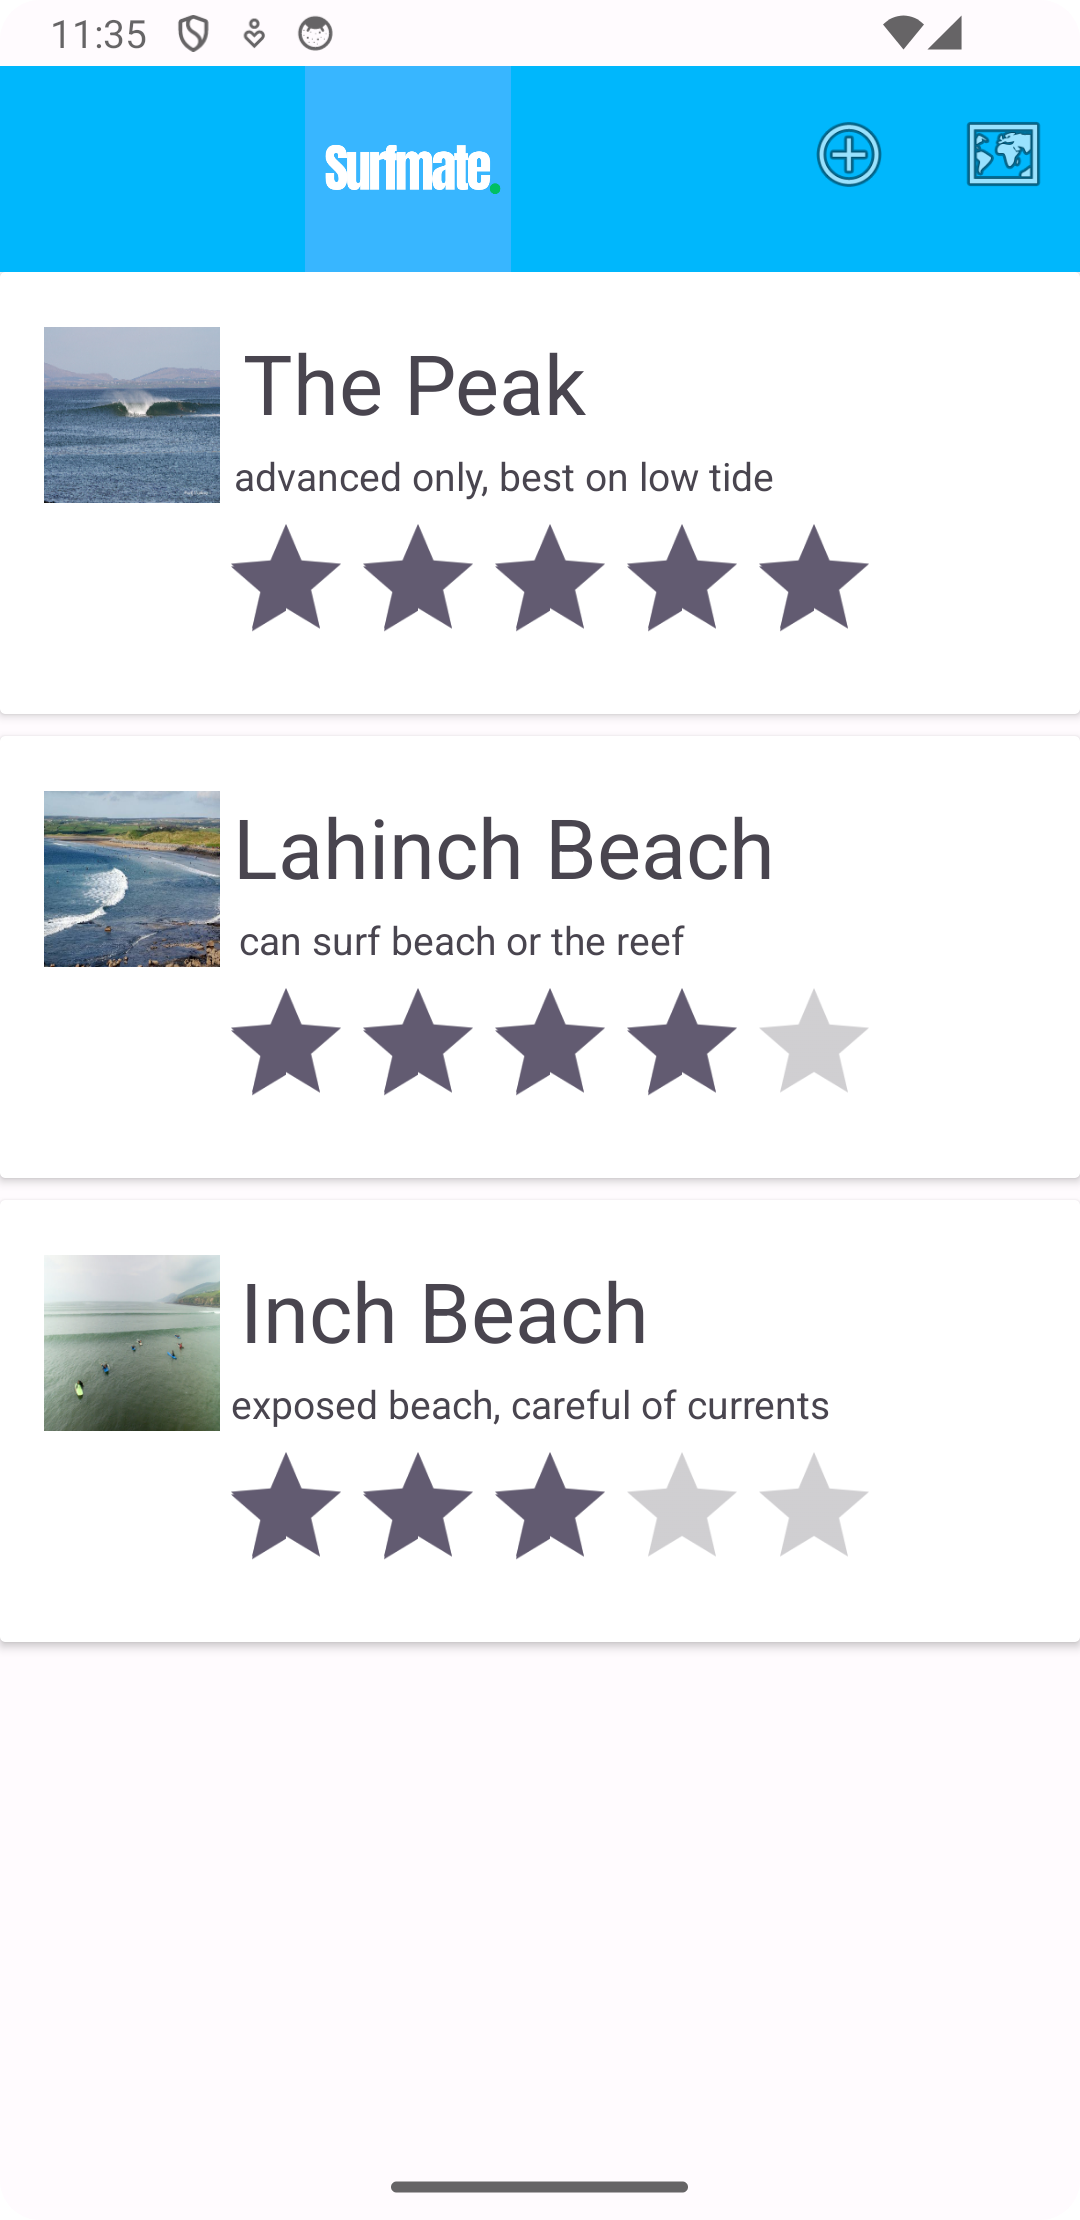 11:35
Surfmate.
The Peak
advanced only, best on low tide
Lahinch Beach
can surf beach or the reef
Inch Beach
exposed beach, careful of currents